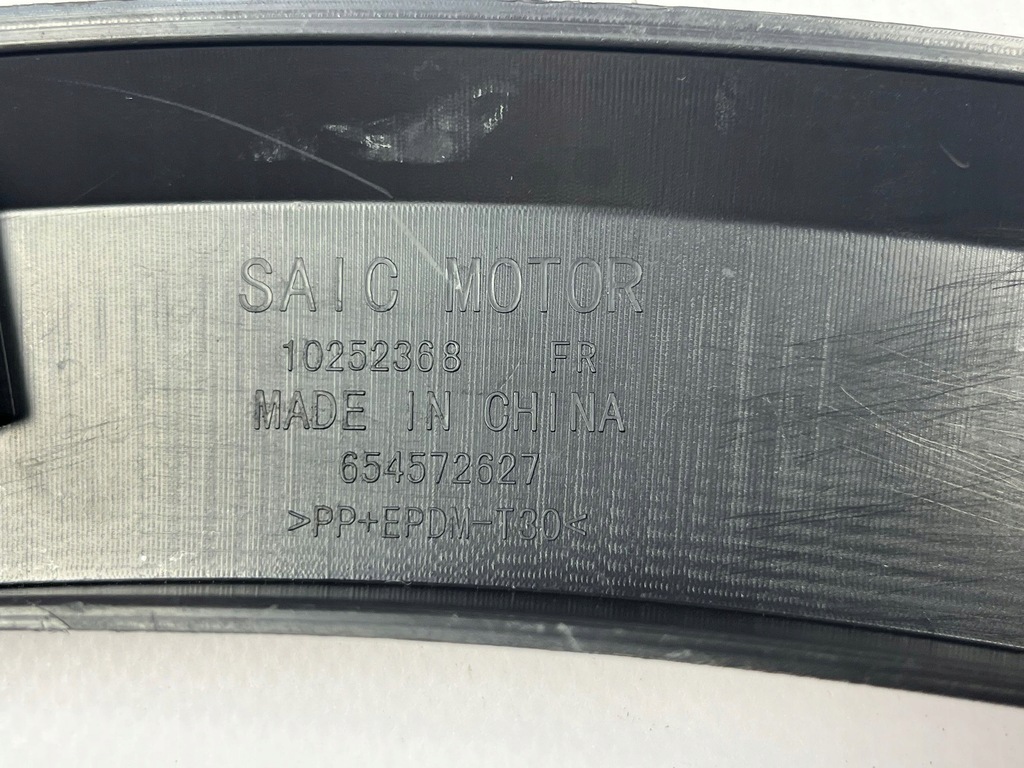 SAIC MOTOR
10252368 FR
MADE IN CHINA
654572627
>PP+EPDM-T30<